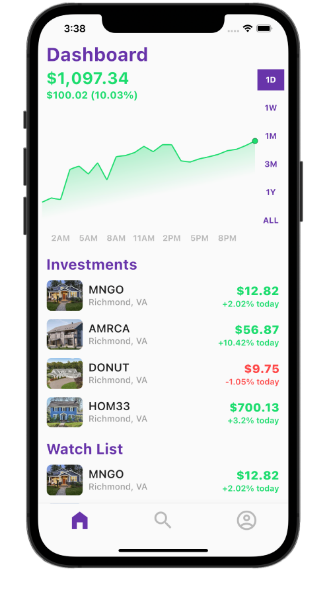 3:38
Dashboard
$1,097.34
$100.02 (10.03%)
1D
1W
1M
3M
1Y
ALL
2AM 5AM 8AM 11AM 2PM 5PM 8PM
Investments
MNGO $12.82
Richmond, VA +2.02% today
AMRCA $56.87
Richmond, VA +10.42% today
DONUT $9.75
Richmond, VA -1.05% today
HOM33 $700.13
Richmond, VA +3.2% today
Watch List
MNGO $12.82
Richmond, VA +2.02% today